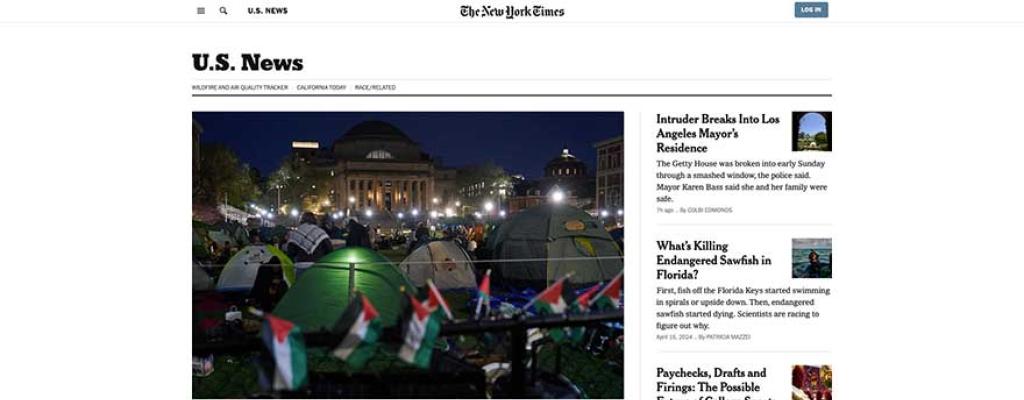 U.S. NEWS
The New York Times
LOG IN
U.S. News
WILDFIRE AND AIR QUALITY TRACKER
CALIFORNIA TODAY
RACE/RELATED
Intruder Breaks Into Los
Angeles Mayor's
Residence
The Getty House was broken into early Sunday
through a smashed window, the police said.
Mayor Karen Bass said she and her family were
safe.
7h ago . By COLBI EDMONDS
What's Killing
Endangered Sawfish in
Florida?
First, fish off the Florida Keys started swimming
in spirals or upside down. Then, endangered
sawfish started dying. Scientists are racing to
figure out why.
April 16, 2024 . By PATRICIA MAZZEI
Paychecks, Drafts and
Firings: The Possible